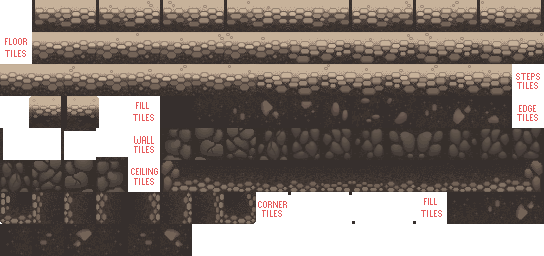 FLOOR
TILES
STEPS
TILES
FILL
TILES
EDGE
TILES
WALL
TILES
CEILING
TILES
CORNER
TILES
FILL
TILES